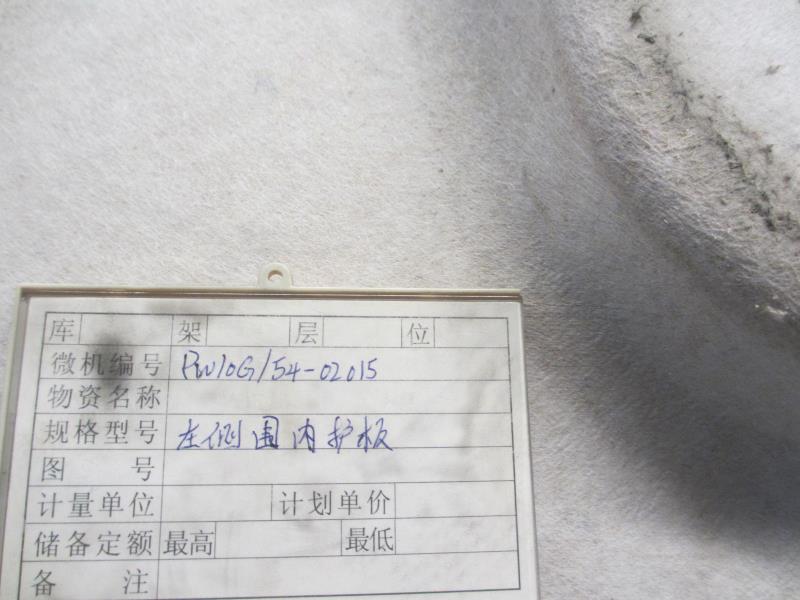 库 架 层 位
微机编号 PW10G/54-02015
物资名称
规格型号 左侧围内护板
图号
计量单位 计划单价
储备定额 最高 最低
备注